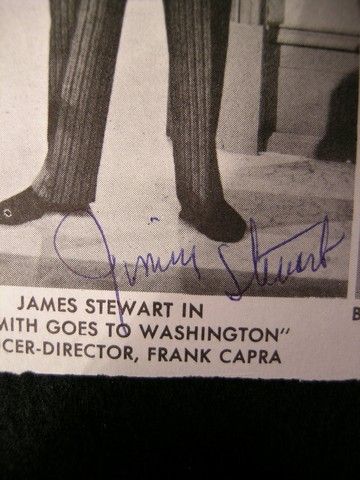 Jimmy Stewart
JAMES STEWART IN
MITH GOES TO WASHINGTON"
CER-DIRECTOR, FRANK CAPRA
B